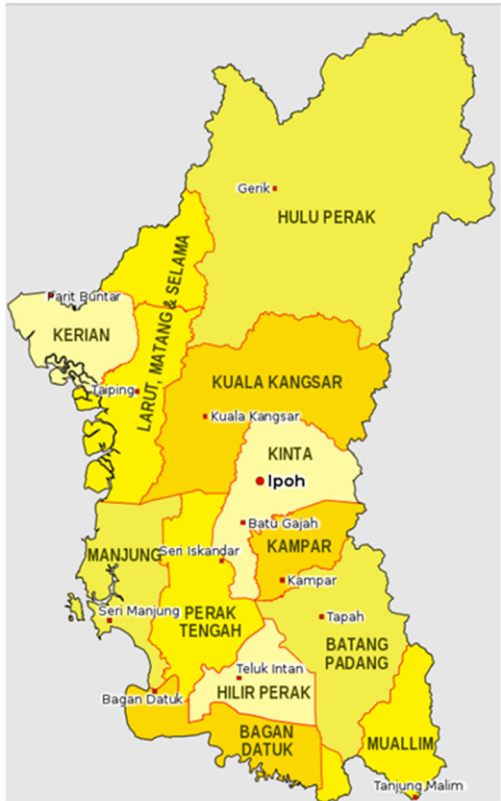 Gerik
HULU PERAK
LARUT, MATANG & SELAMA
Parit Buntar
KERIAN
Taiping
KUALA KANGSAR
Kuala Kangsar
KINTA
Ipoh
Batu Gajah
KAMPAR
MANJUNG
Seri Iskandar
Kampar
Seri Manjung
PERAK
TENGAH
Tapah
BATANG
PADANG
Teluk Intan
HILIR PERAK
Bagan Datuk
BAGAN
DATUK
MUALLIM
Tanjung Malim